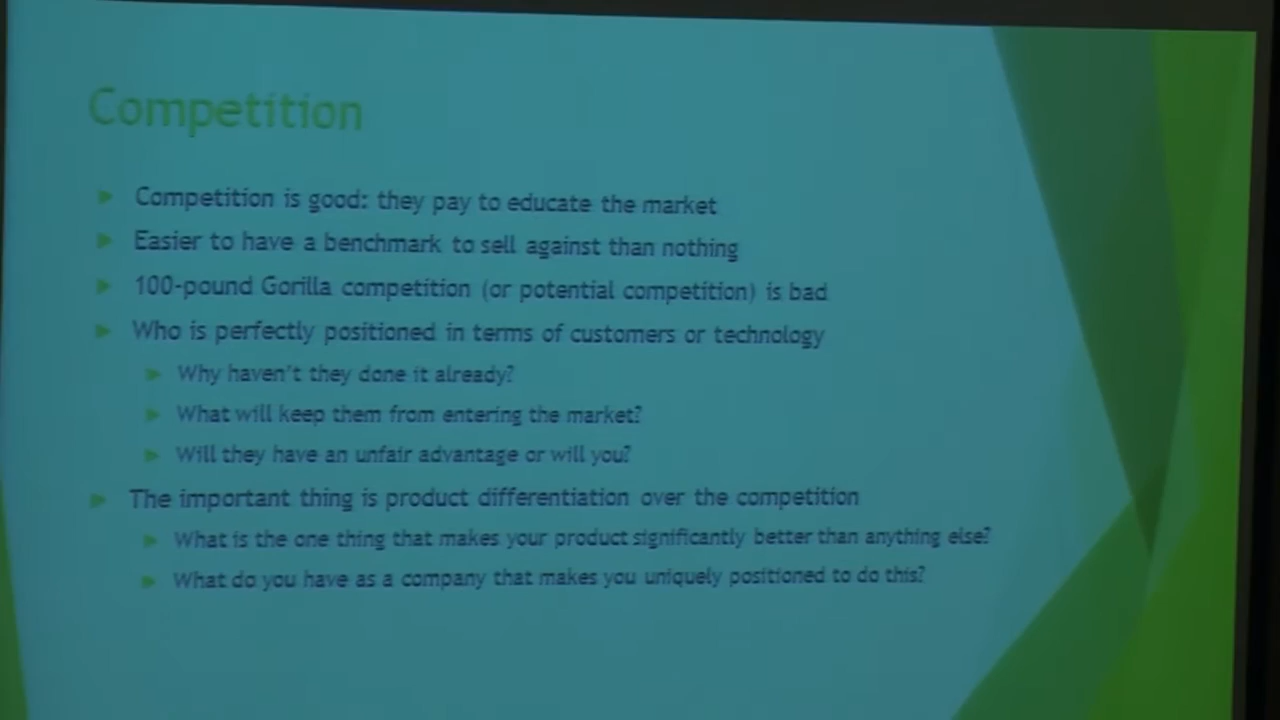 Competition
Competition is good: they pay to educate the market
Easier to have a benchmark to sell against than nothing
100-pound Gorilla competition (or potential competition) is bad
Who is perfectly positioned in terms of customers or technology
Why haven't they done it already?
What will keep them from entering the market?
Will they have an unfair advantage or will you?
The important thing is product differentiation over the competition
What is the one thing that makes your product significantly better than anything else?
What do you have as a company that makes you uniquely positioned to do this?